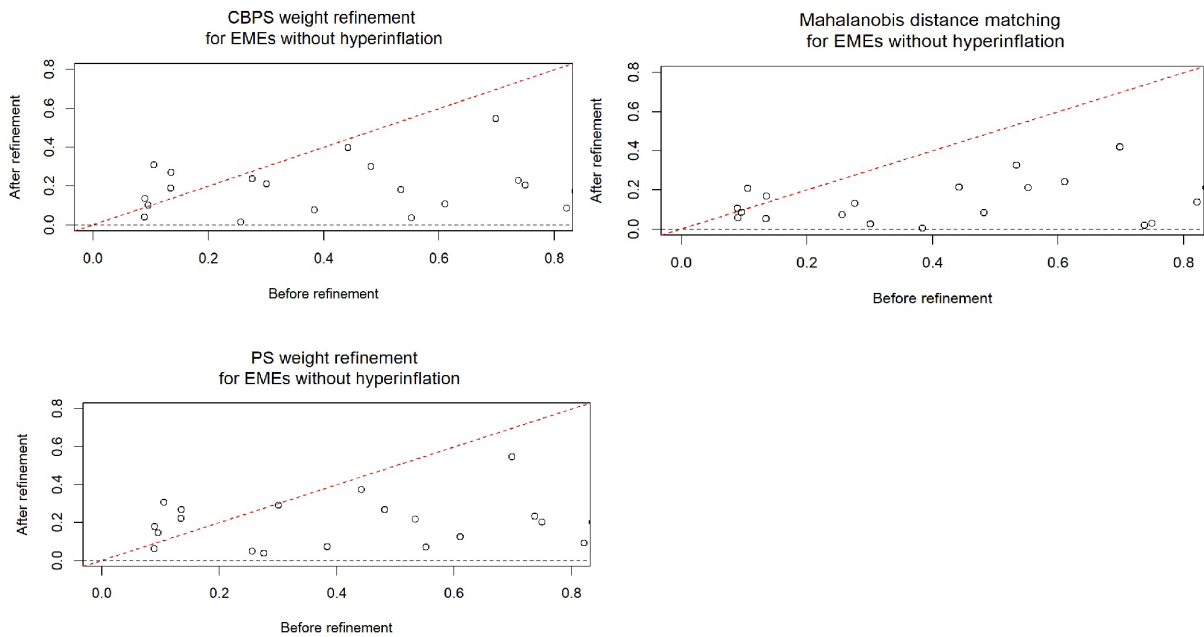 CBPS weight refinement
for EMEs without hyperinflation
After refinement
0.8
0.6
0.4
0.2
0.0
0.0 0.2 0.4 0.6 0.8
Before refinement
Mahalanobis distance matching
for EMEs without hyperinflation
After refinement
0.8
0.6
0.4
0.2
0.0
0.0 0.2 0.4 0.6 0.8
Before refinement
PS weight refinement
for EMEs without hyperinflation
After refinement
0.8
0.6
0.4
0.2
0.0
0.0 0.2 0.4 0.6 0.8
Before refinement